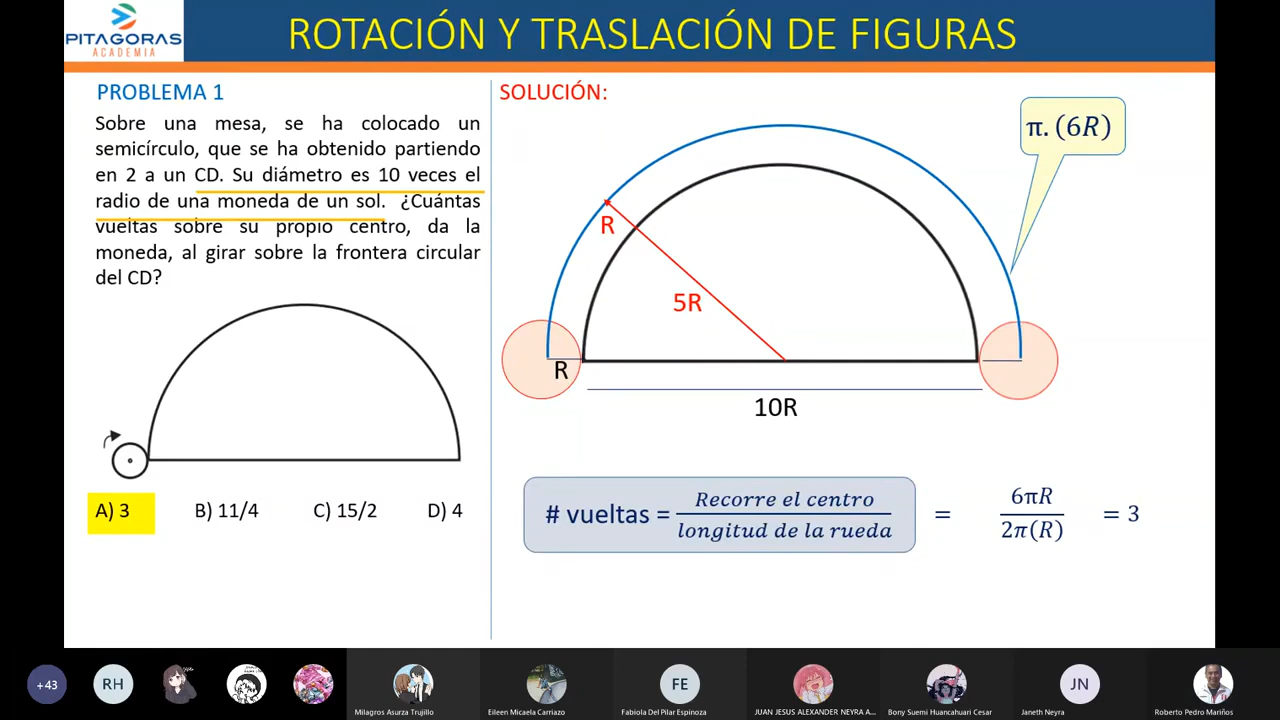 PITAGORAS
ACADEMIA
ROTACIÓN Y TRASLACIÓN DE FIGURAS
PROBLEMA 1
Sobre una mesa, se ha colocado un
semicírculo, que se ha obtenido partiendo
en 2 a un CD. Su diámetro es 10 veces el
radio de una moneda de un sol. ¿Cuántas
vueltas sobre su propio centro, da la
moneda, al girar sobre la frontera circular
del CD?
A) 3 B) 11/4 C) 15/2 D) 4
SOLUCIÓN:
π. (6R)
R
5R
R
10R
# vueltas = Recorre el centro / longitud de la rueda = 6πR / 2π(R) = 3
+43
RH
Milagros Asurza Trujillo
Eileen Micaela Carriazo
FE
Fabiola Del Pilar Espinoza
JUAN JESUS ALEXANDER NEYRA A...
Bony Suemi Huancahuari Cesar
JN
Janeth Neyra
Roberto Pedro Mariños